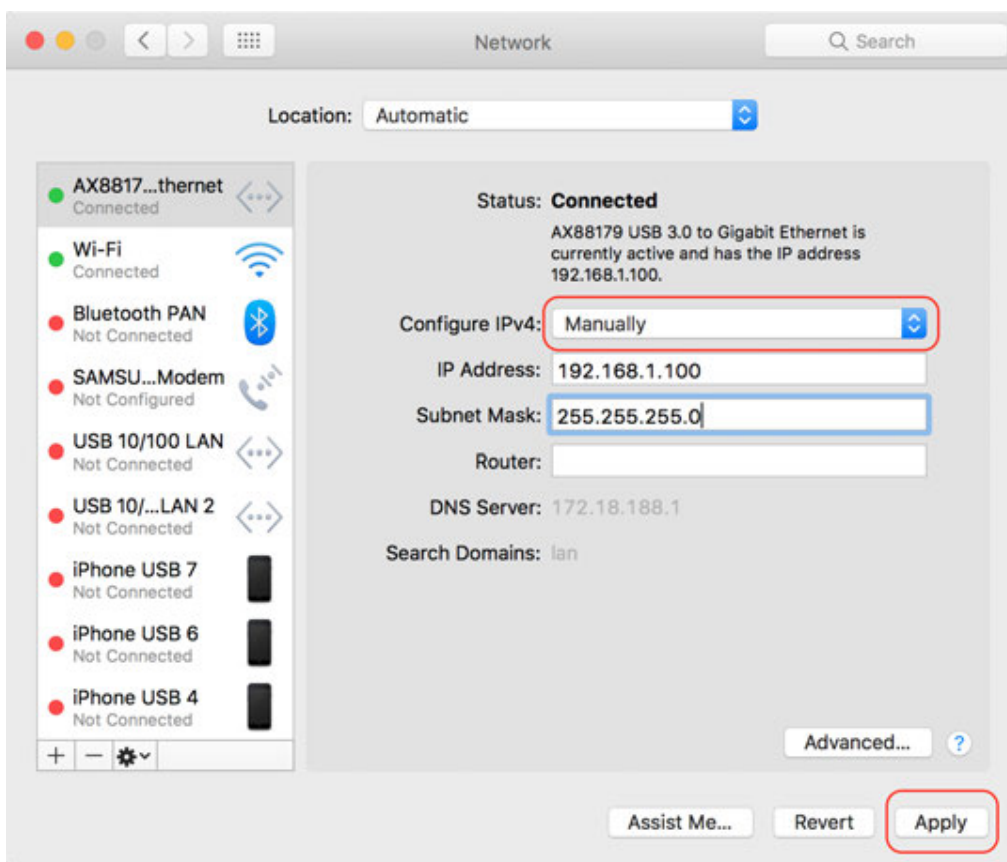 Network
Search
Location: Automatic
AX8817...thernet
Connected
Wi-Fi
Connected
Bluetooth PAN
Not Connected
SAMSU...Modem
Not Configured
USB 10/100 LAN
Not Connected
USB 10/...LAN 2
Not Connected
iPhone USB 7
Not Connected
iPhone USB 6
Not Connected
iPhone USB 4
Not Connected
Status: Connected
AX88179 USB 3.0 to Gigabit Ethernet is
currently active and has the IP address
192.168.1.100.
Configure IPv4: Manually
IP Address: 192.168.1.100
Subnet Mask: 255.255.255.0
Router:
DNS Server: 172.18.188.1
Search Domains: lan
Advanced... ?
Assist Me... Revert Apply